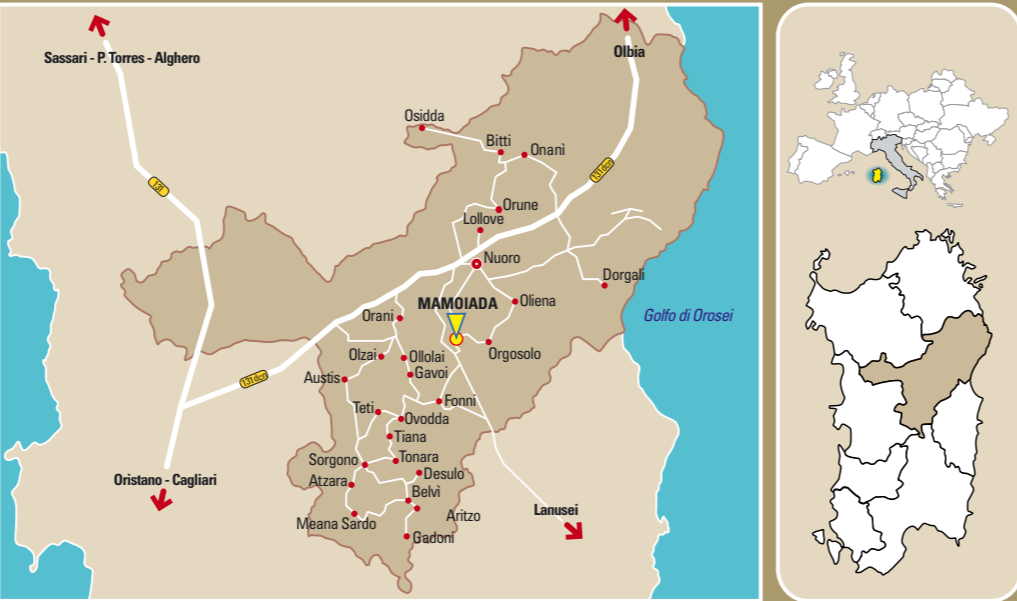 Sassari - P. Torres - Alghero
Olbia
Osidda
Bitti
Onanì
131
131dcn
Orune
Lollove
Nuoro
Dorgali
MAMOIADA
Oliena
Orani
Golfo di Orosei
Orgosolo
Olzai
Ollolai
Gavoi
Austis
131dcn
Fonni
Teti
Ovodda
Tiana
Sorgono
Tonara
Desulo
Atzara
Oristano - Cagliari
Belvì
Meana Sardo
Aritzo
Lanusei
Gadoni